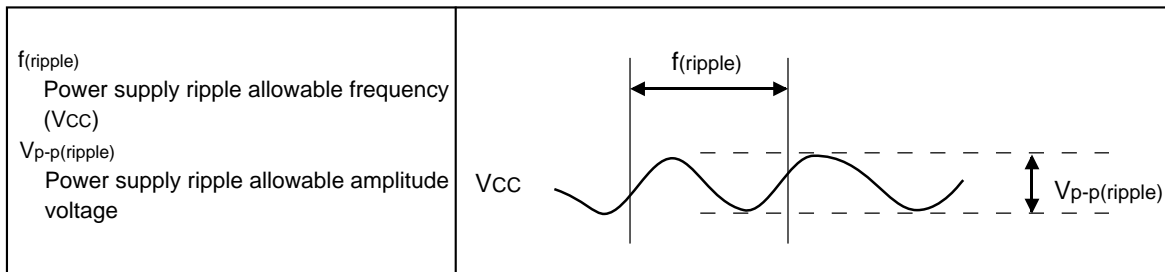 f(ripple)
Power supply ripple allowable frequency
(VCC)
Vp-p(ripple)
Power supply ripple allowable amplitude
voltage
f(ripple)
VCC
Vp-p(ripple)